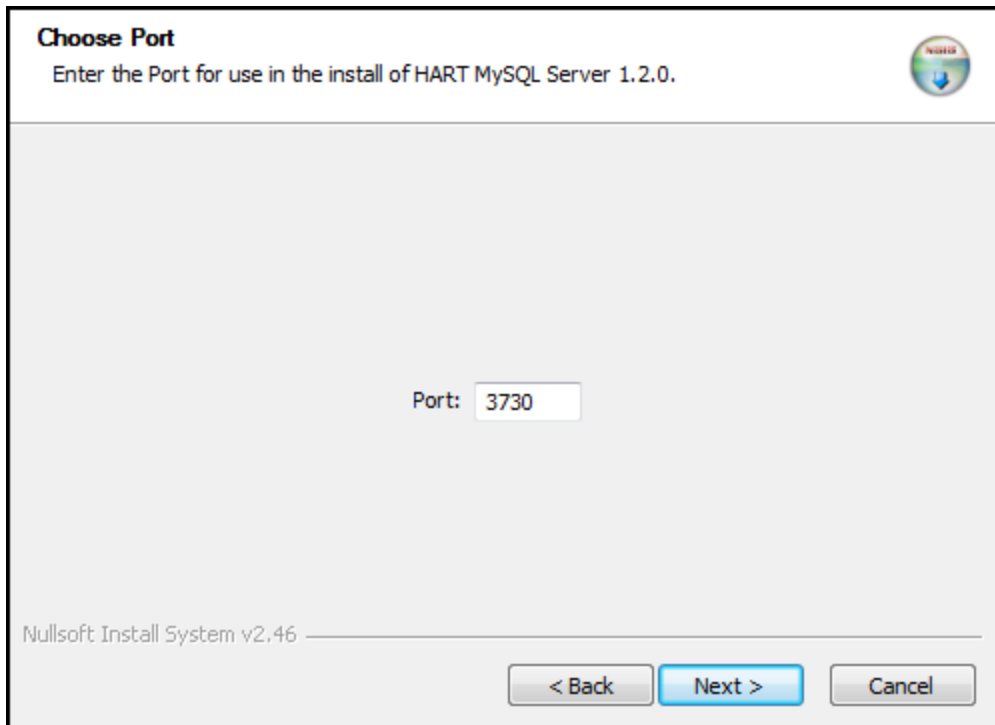 Choose Port
Enter the Port for use in the install of HART MySQL Server 1.2.0.
NSIS
Port: 3730
Nullsoft Install System v2.46
< Back Next > Cancel